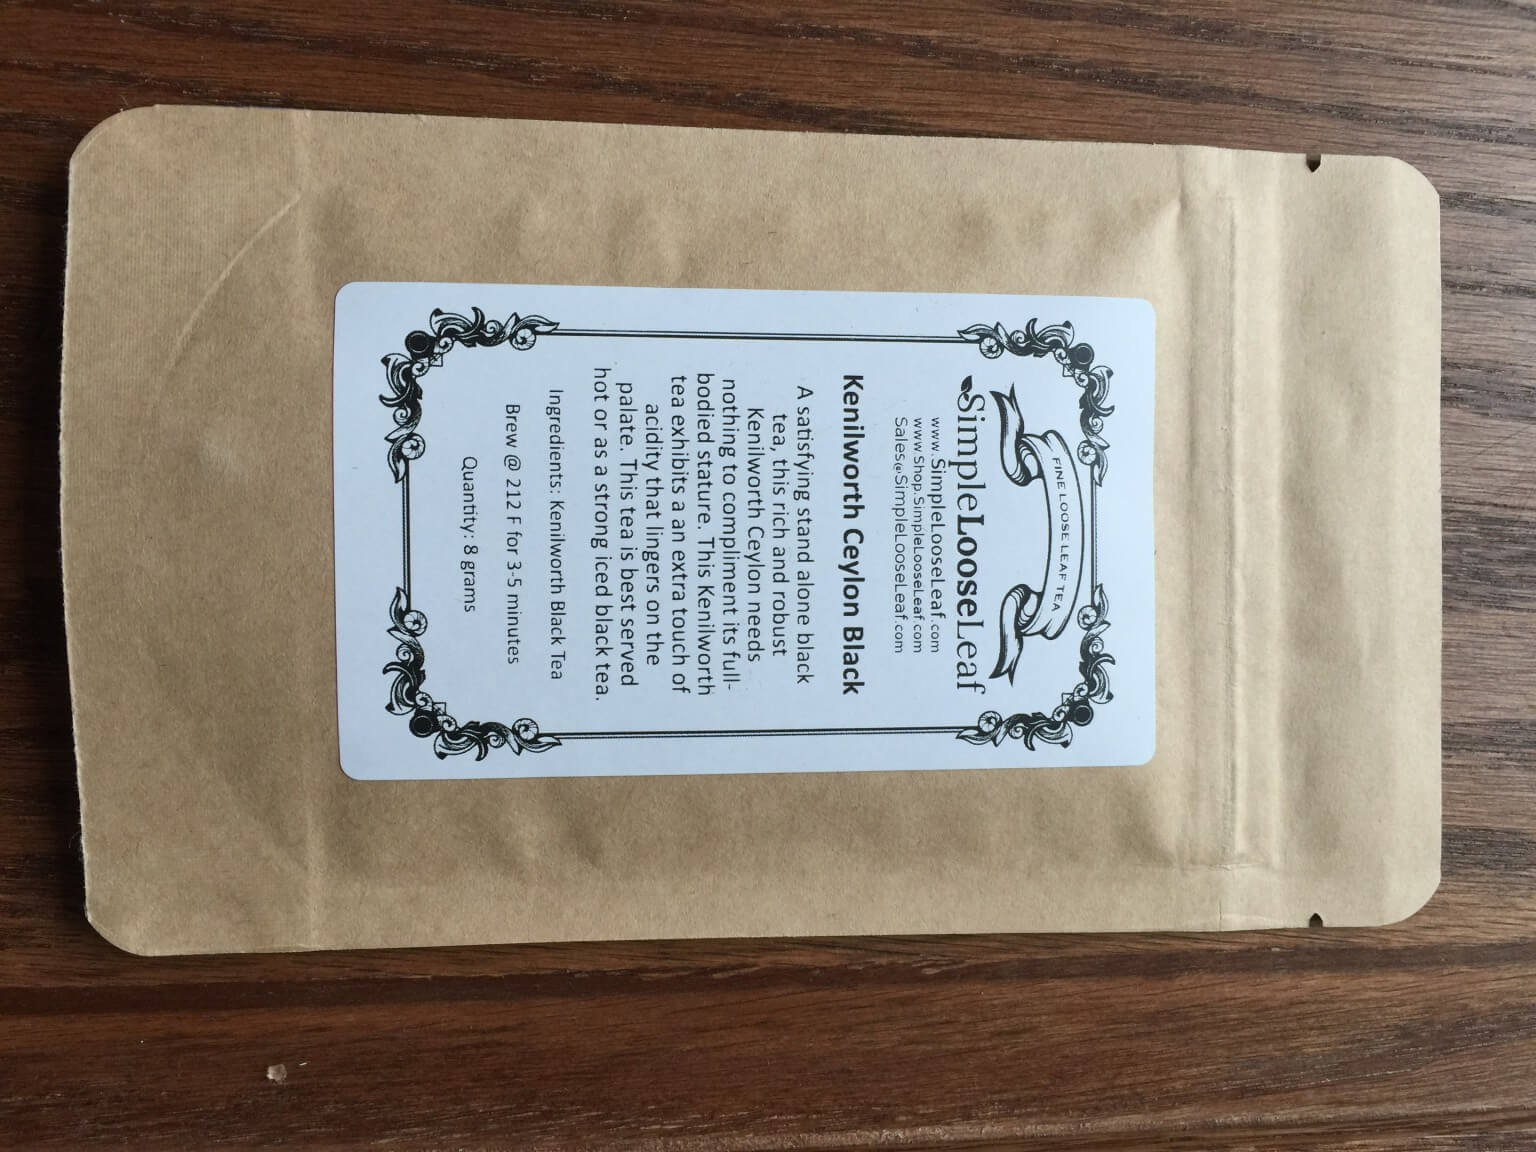 FINE LOOSE LEAF TEA
SimpleLooseLeaf
www.SimpleLooseLeaf.com
www.Shop.SimpleLooseLeaf.com
Sales@SimpleLooseLeaf.com
Kenilworth Ceylon Black
A satisfying stand alone black
tea, this rich and robust
Kenilworth Ceylon needs
nothing to compliment its full-
bodied stature. This Kenilworth
tea exhibits a an extra touch of
acidity that lingers on the
palate. This tea is best served
hot or as a strong iced black tea.
Ingredients: Kenilworth Black Tea
Brew @ 212 F for 3-5 minutes
Quantity: 8 grams